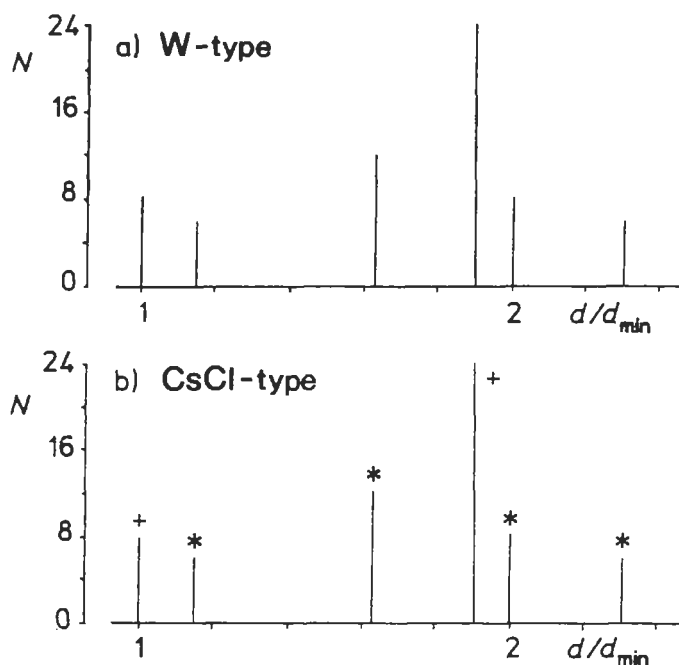 24
a) W-type
N
16
8
0
1 2 d/dmin
24
b) CsCl-type +
N
16
*
+ * * *
8
0
1 2 d/dmin